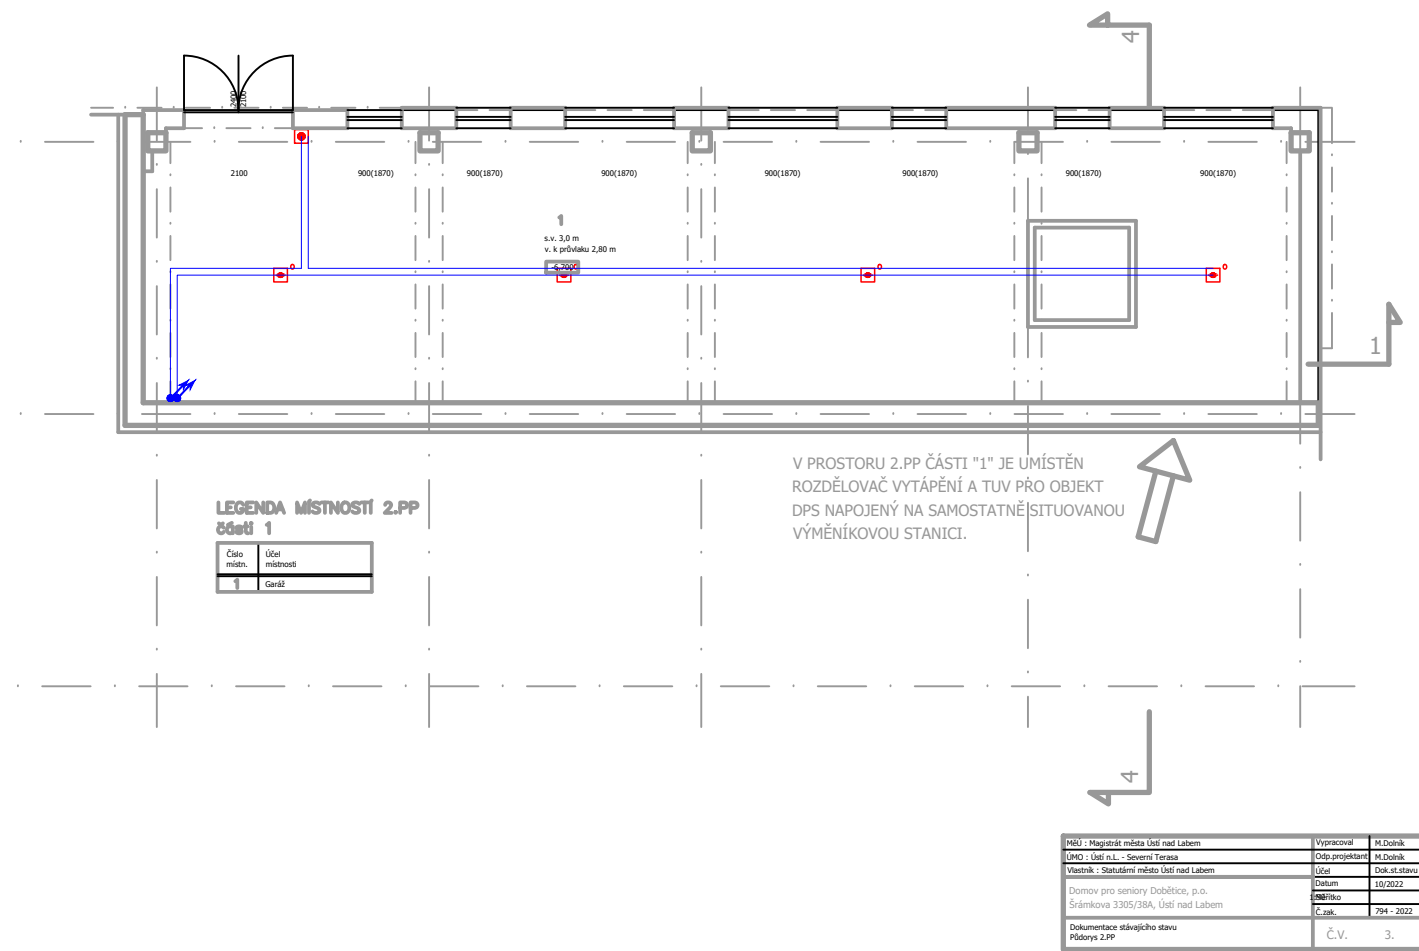 4
2400
2100
2100
900(1870)
900(1870)
900(1870)
900(1870)
900(1870)
900(1870)
900(1870)
1
s.v. 3,0 m
v. k průvlaku 2,80 m
-6,700
1
V PROSTORU 2.PP ČÁSTI "1" JE UMÍSTĚN
ROZDĚLOVAČ VYTÁPĚNÍ A TUV PRO OBJEKT
DPS NAPOJENÝ NA SAMOSTATNĚ SITUOVANOU
VÝMĚNÍKOVOU STANICI.
LEGENDA MÍSTNOSTÍ 2.PP
části 1
Číslo místn. Účel místnosti
1 Garáž
4
MěÚ : Magistrát města Ústí nad Labem Vypracoval M.Dolník
ÚMO : Ústí n.L. - Severní Terasa Odp.projektant M.Dolník
Vlastník : Statutární město Ústí nad Labem Účel Dok.st.stavu
Domov pro seniory Dobětice, p.o. Datum 10/2022
Šrámkova 3305/38A, Ústí nad Labem Měřítko
Č.zak. 794 - 2022
Dokumentace stávajícího stavu
Půdorys 2.PP Č.V. 3.